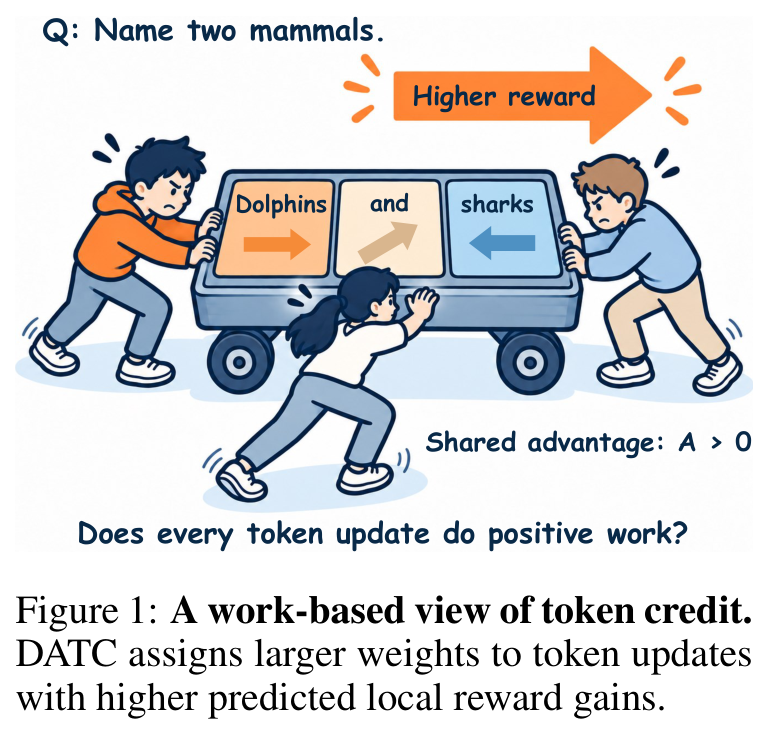 Q: Name two mammals.
Higher reward
Dolphins and sharks
Shared advantage: A > 0
Does every token update do positive work?
Figure 1: A work-based view of token credit.
DATC assigns larger weights to token updates
with higher predicted local reward gains.